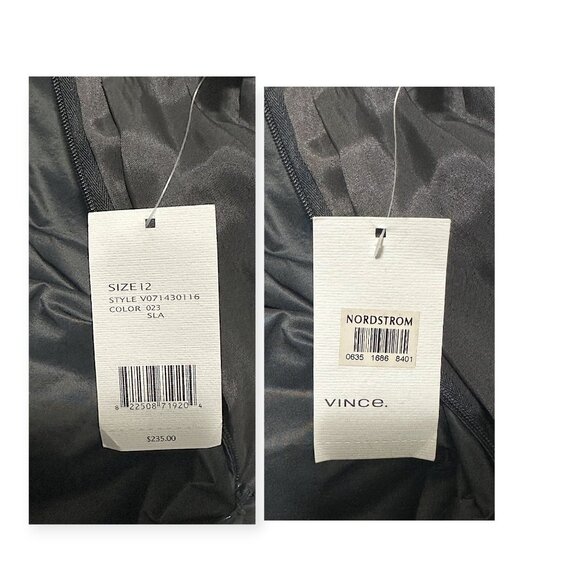 SIZE 12
STYLE V071430116
COLOR 023
SLA
8 22508 71920 4
$235.00
NORDSTROM
0635 1686 8401
VINCe.